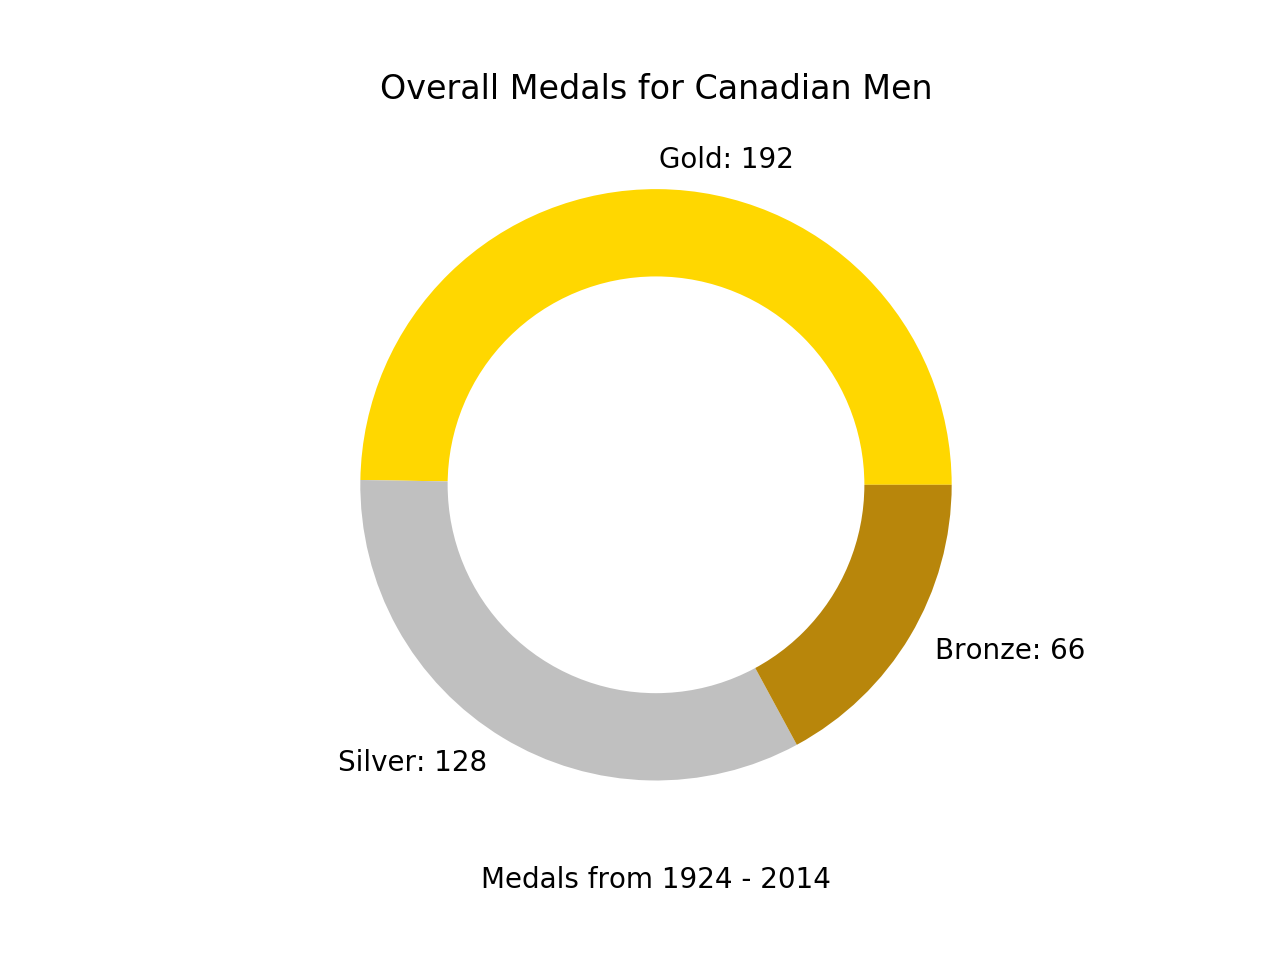 Overall Medals for Canadian Men
Gold: 192
Bronze: 66
Silver: 128
Medals from 1924 - 2014